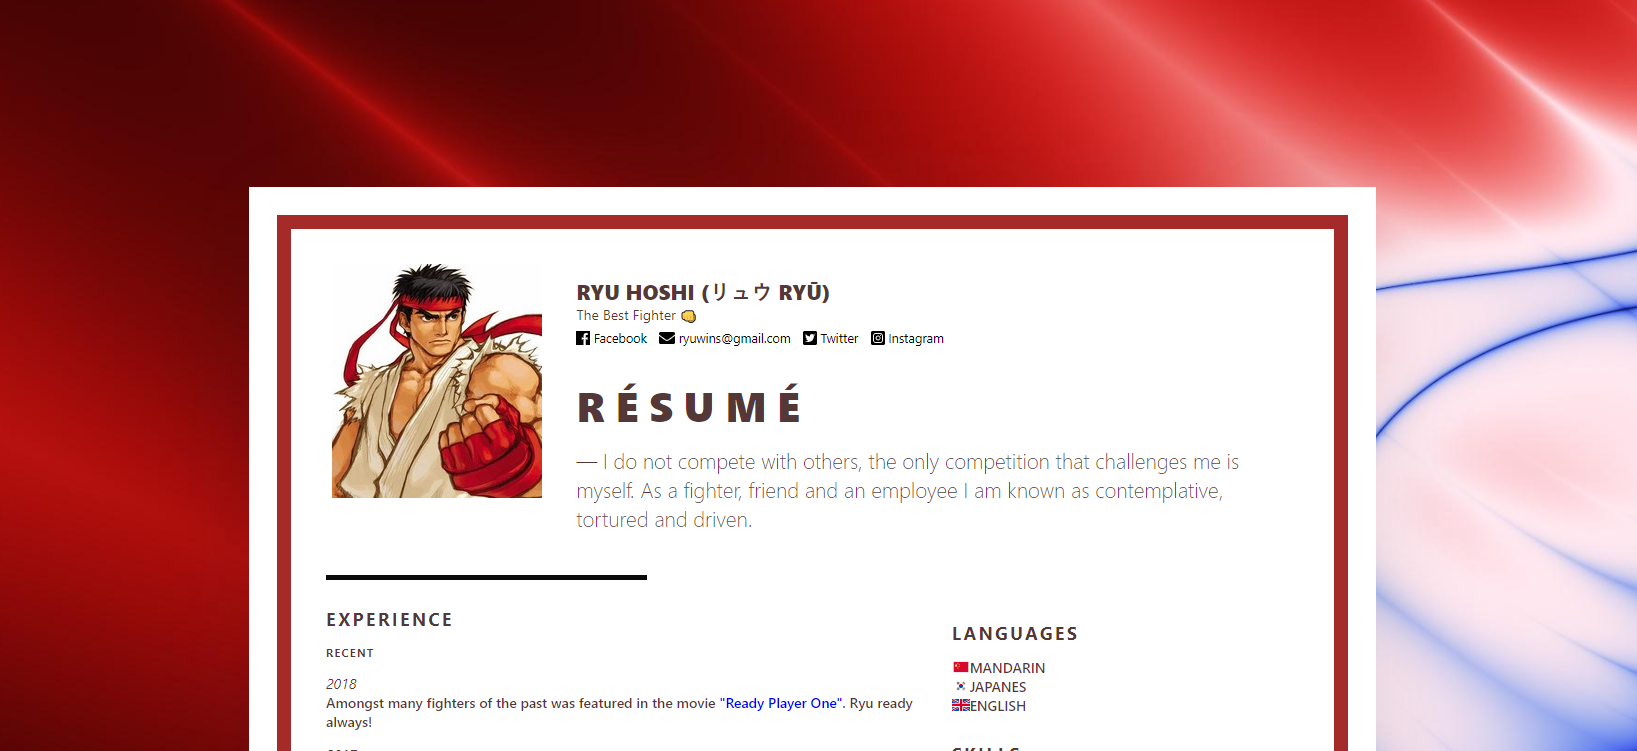 RYU HOSHI (リュウ RYŪ)
The Best Fighter
Facebook ryuwins@gmail.com Twitter Instagram
RÉSUMÉ
— I do not compete with others, the only competition that challenges me is
myself. As a fighter, friend and an employee I am known as contemplative,
tortured and driven.
EXPERIENCE
RECENT
2018
Amongst many fighters of the past was featured in the movie "Ready Player One". Ryu ready
always!
LANGUAGES
MANDARIN
JAPANES
ENGLISH